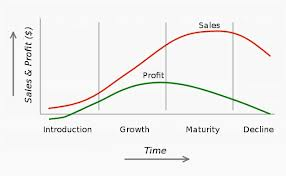 Sales & Profit ($)
Sales
Profit
Introduction Growth Maturity Decline
Time